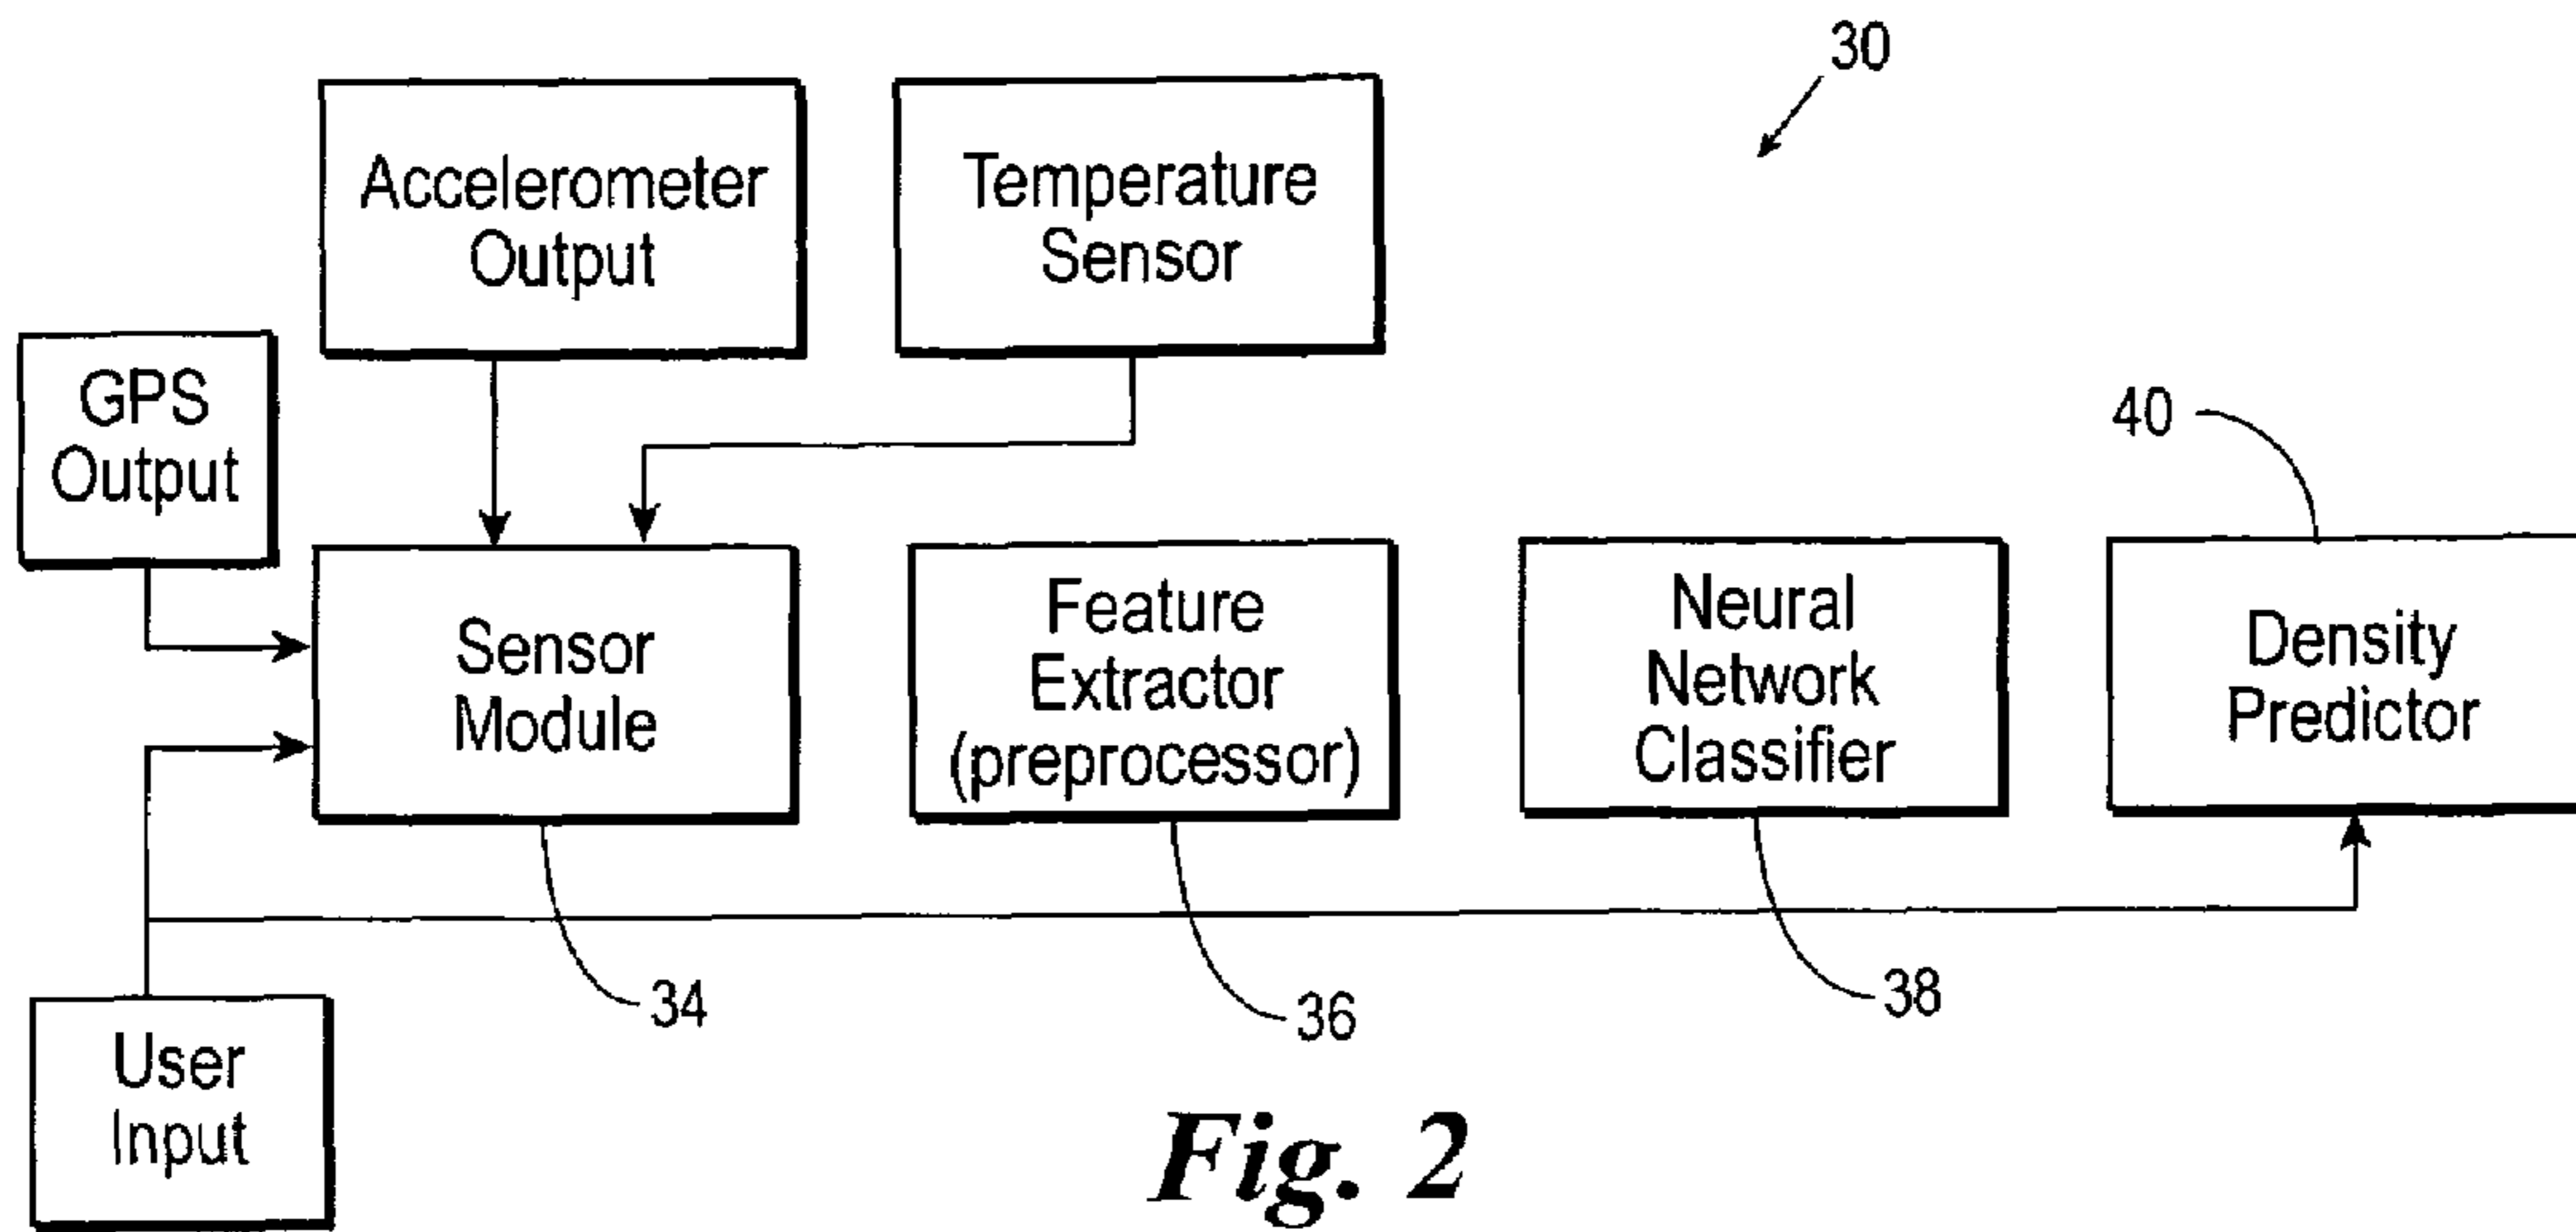 30
Accelerometer
Output
Temperature
Sensor
GPS
Output
40
Sensor
Module
Feature
Extractor
(preprocessor)
Neural
Network
Classifier
Density
Predictor
34
36
38
User
Input
Fig. 2